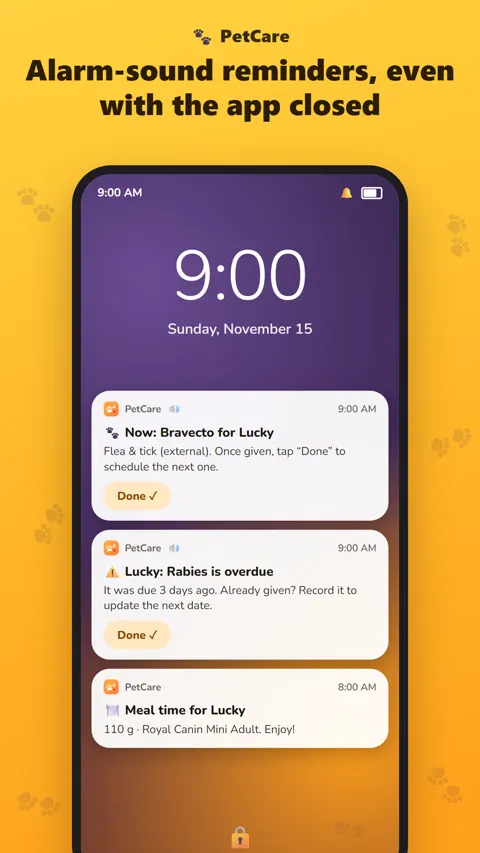 🐾 PetCare
Alarm-sound reminders, even
with the app closed
9:00 AM
9:00
Sunday, November 15
PetCare 🔊 9:00 AM
🐾 Now: Bravecto for Lucky
Flea & tick (external). Once given, tap “Done” to
schedule the next one.
Done ✓
PetCare 🔊 9:00 AM
⚠️ Lucky: Rabies is overdue
It was due 3 days ago. Already given? Record it to
update the next date.
Done ✓
PetCare 8:00 AM
🍽️ Meal time for Lucky
110 g · Royal Canin Mini Adult. Enjoy!